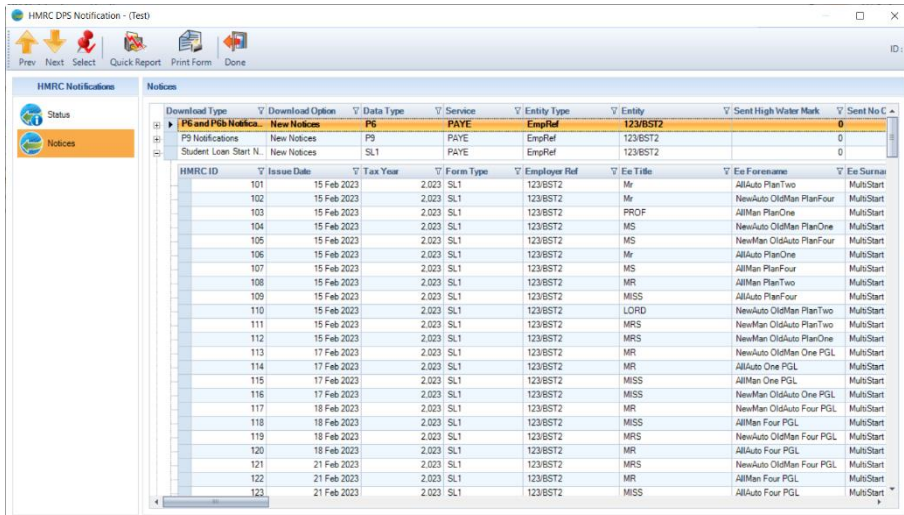 HMRC DPS Notification - (Test)
Prev Next Select Quick Report Print Form Done ID :
HMRC Notifications Notices
Status
Notices
Download Type Download Option Data Type Service Entity Type Entity Sent High Water Mark Sent No C
P6 and P6b Notifica... New Notices P6 PAYE EmpRef 123/BST2 0
P9 Notifications New Notices P9 PAYE EmpRef 123/BST2 0
Student Loan Start N... New Notices SL1 PAYE EmpRef 123/BST2
HMRC ID Issue Date Tax Year Form Type Employer Ref Ee Title Ee Forename Ee Surnar
101 15 Feb 2023 2,023 SL1 123/BST2 Mr AllAuto PlanTwo MultiStart
102 15 Feb 2023 2,023 SL1 123/BST2 Mr NewAuto OldMan PlanFour MultiStart
103 15 Feb 2023 2,023 SL1 123/BST2 PROF AllMan PlanOne MultiStart
104 15 Feb 2023 2,023 SL1 123/BST2 MS NewAuto OldMan PlanOne MultiStart
105 15 Feb 2023 2,023 SL1 123/BST2 MS NewMan OldAuto PlanFour MultiStart
106 15 Feb 2023 2,023 SL1 123/BST2 Mr AllAuto PlanOne MultiStart
107 15 Feb 2023 2,023 SL1 123/BST2 MS AllMan PlanFour MultiStart
108 15 Feb 2023 2,023 SL1 123/BST2 MR AllMan PlanTwo MultiStart
109 15 Feb 2023 2,023 SL1 123/BST2 MISS AllAuto PlanFour MultiStart
110 15 Feb 2023 2,023 SL1 123/BST2 LORD NewAuto OldMan PlanTwo MultiStart
111 15 Feb 2023 2,023 SL1 123/BST2 MRS NewMan OldAuto PlanTwo MultiStart
112 15 Feb 2023 2,023 SL1 123/BST2 MRS NewMan OldAuto PlanOne MultiStart
113 17 Feb 2023 2,023 SL1 123/BST2 MR NewAuto OldMan One PGL MultiStart
114 17 Feb 2023 2,023 SL1 123/BST2 MR AllAuto One PGL MultiStart
115 17 Feb 2023 2,023 SL1 123/BST2 MISS AllMan One PGL MultiStart
116 17 Feb 2023 2,023 SL1 123/BST2 MISS NewMan OldAuto One PGL MultiStart
117 18 Feb 2023 2,023 SL1 123/BST2 MR NewMan OldAuto Four PGL MultiStart
118 18 Feb 2023 2,023 SL1 123/BST2 MISS AllMan Four PGL MultiStart
119 18 Feb 2023 2,023 SL1 123/BST2 MRS NewAuto OldMan Four PGL MultiStart
120 18 Feb 2023 2,023 SL1 123/BST2 MR AllAuto Four PGL MultiStart
121 21 Feb 2023 2,023 SL1 123/BST2 MRS NewAuto OldMan Four PGL MultiStart
122 21 Feb 2023 2,023 SL1 123/BST2 MR AllMan Four PGL MultiStart
123 21 Feb 2023 2,023 SL1 123/BST2 MISS AllAuto Four PGL MultiStart